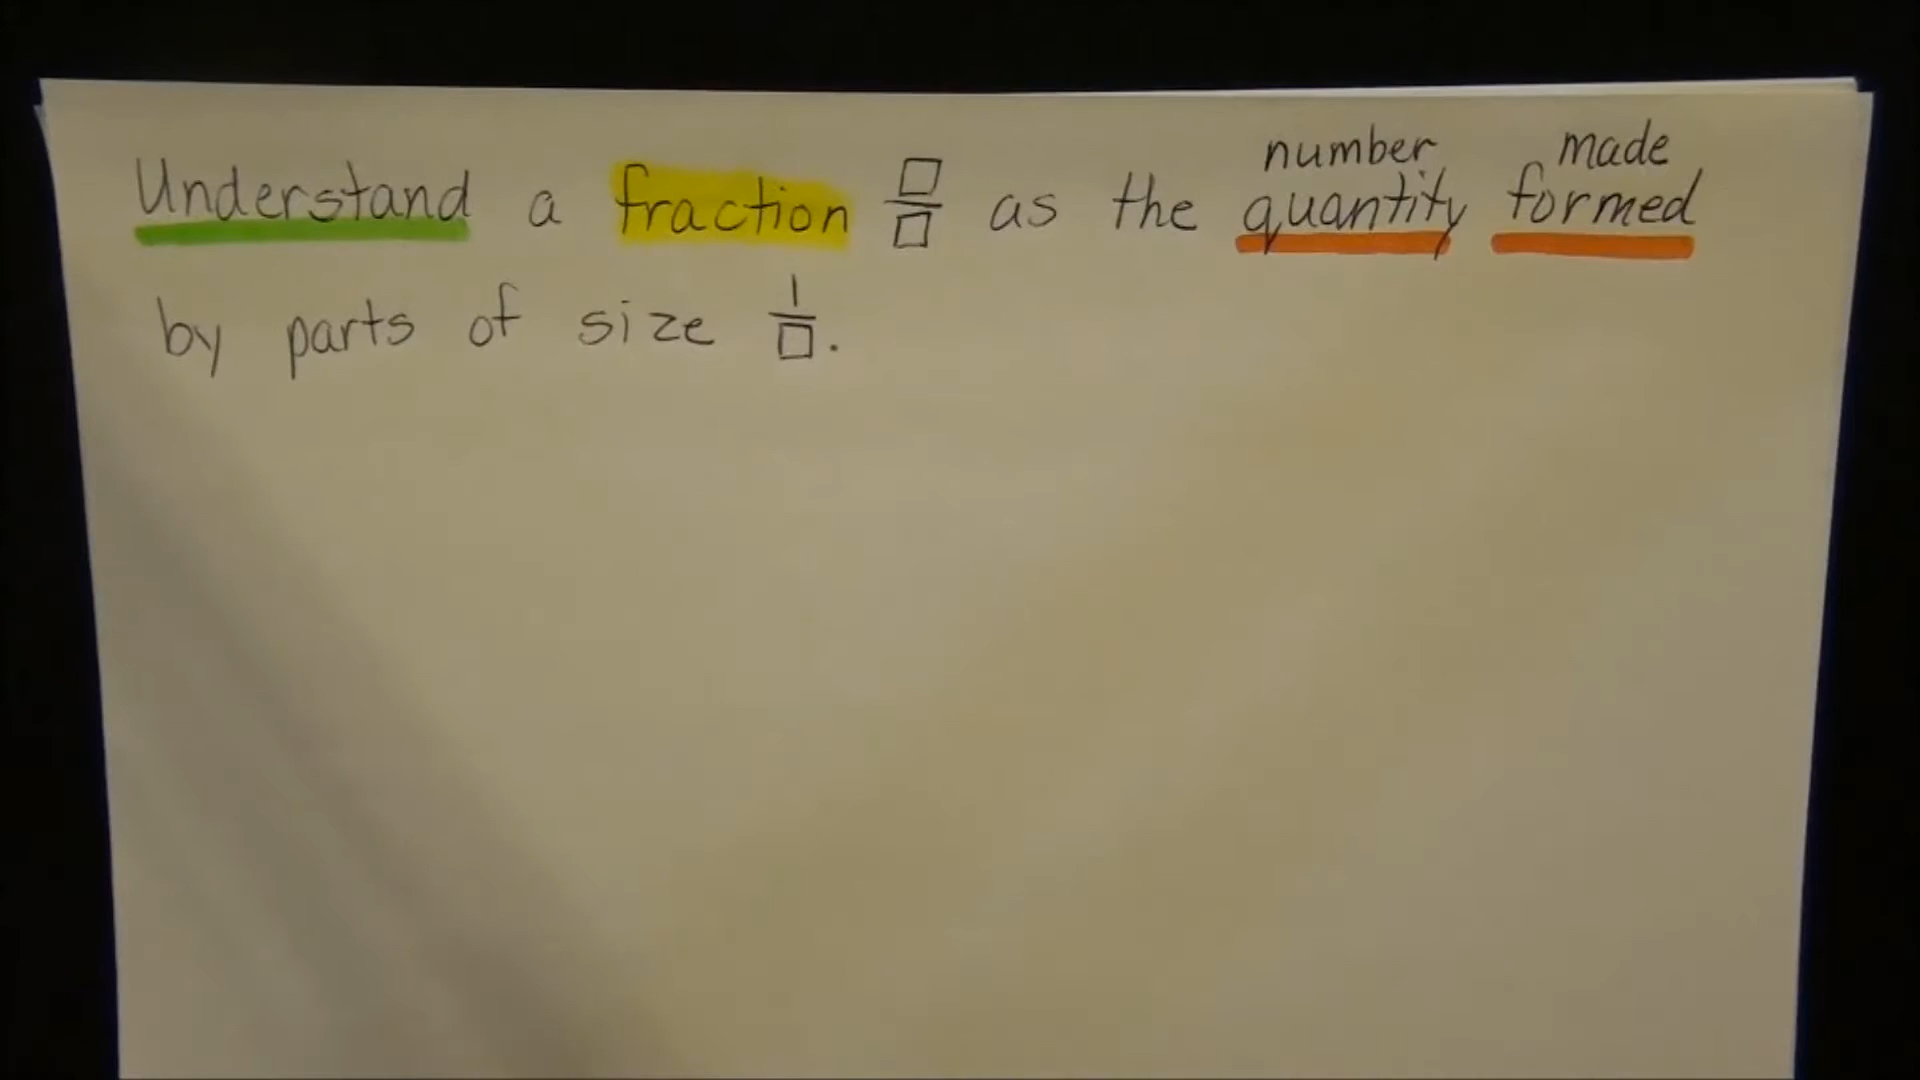 number made
Understand a fraction □/□ as the quantity formed
by parts of size 1/□.